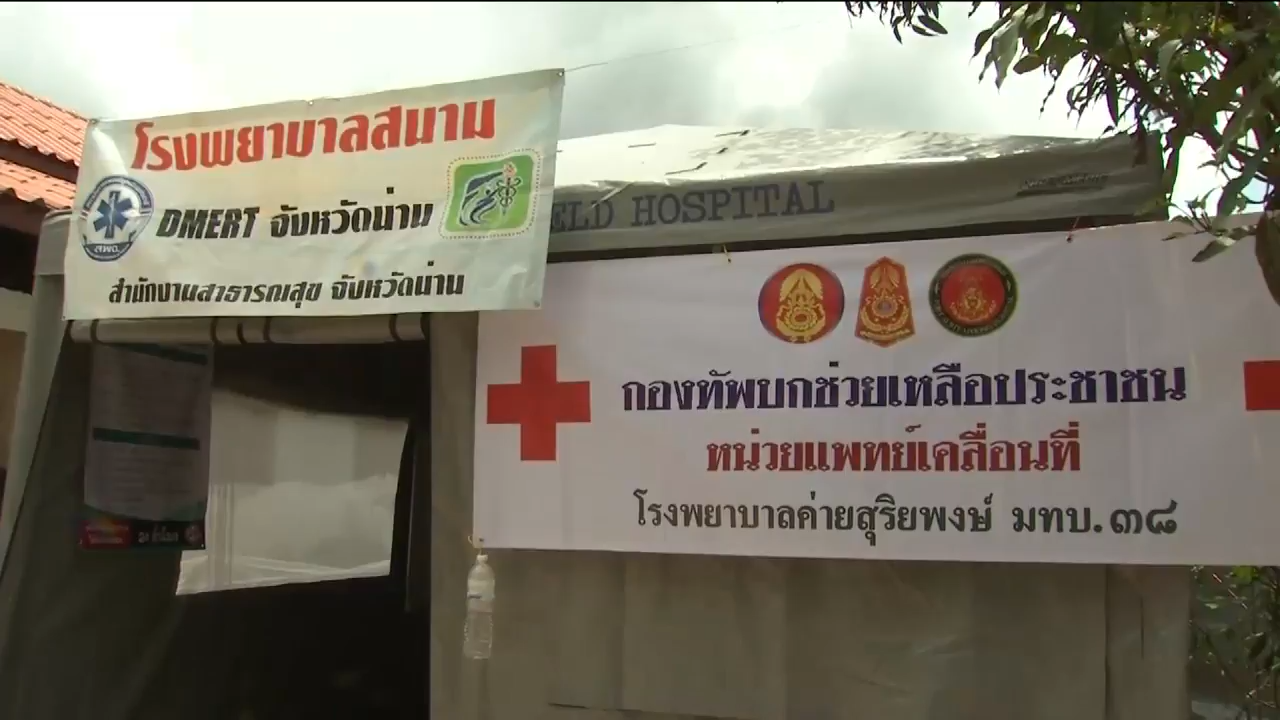 โรงพยาบาลสนาม
DMERT จังหวัดน่าน
สำนักงานสาธารณสุข จังหวัดน่าน
ELD HOSPITAL
กองทัพบกช่วยเหลือประชาชน
หน่วยแพทย์เคลื่อนที่
โรงพยาบาลค่ายสุริยพงษ์ มทบ.๓๘